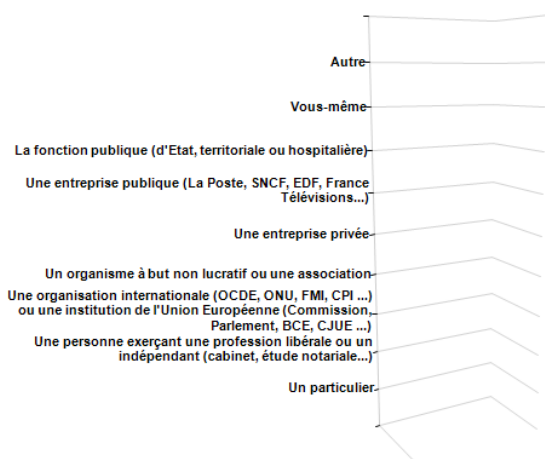 Autre
Vous-même
La fonction publique (d'Etat, territoriale ou hospitalière)
Une entreprise publique (La Poste, SNCF, EDF, France
Télévisions...)
Une entreprise privée
Un organisme à but non lucratif ou une association
Une organisation internationale (OCDE, ONU, FMI, CPI ...)
ou une institution de l'Union Européenne (Commission,
Parlement, BCE, CJUE ...)
Une personne exerçant une profession libérale ou un
indépendant (cabinet, étude notariale...)
Un particulier